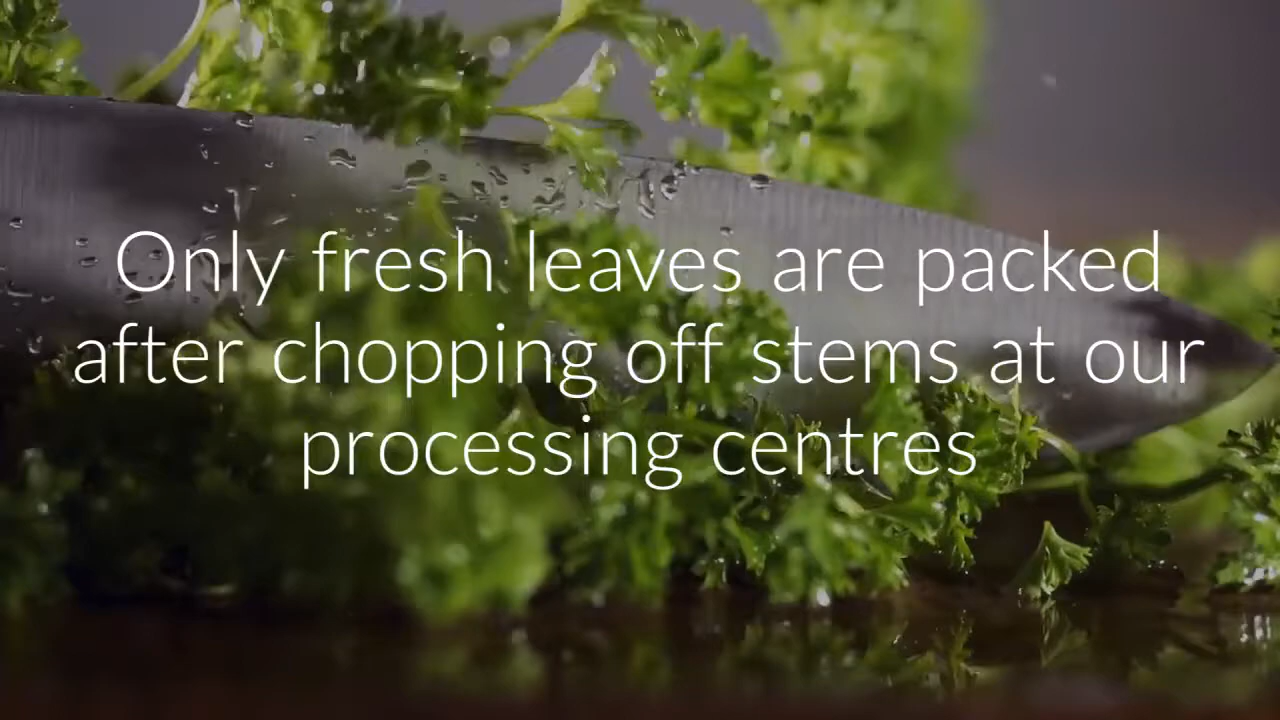 Only fresh leaves are packed
after chopping off stems at our
processing centres